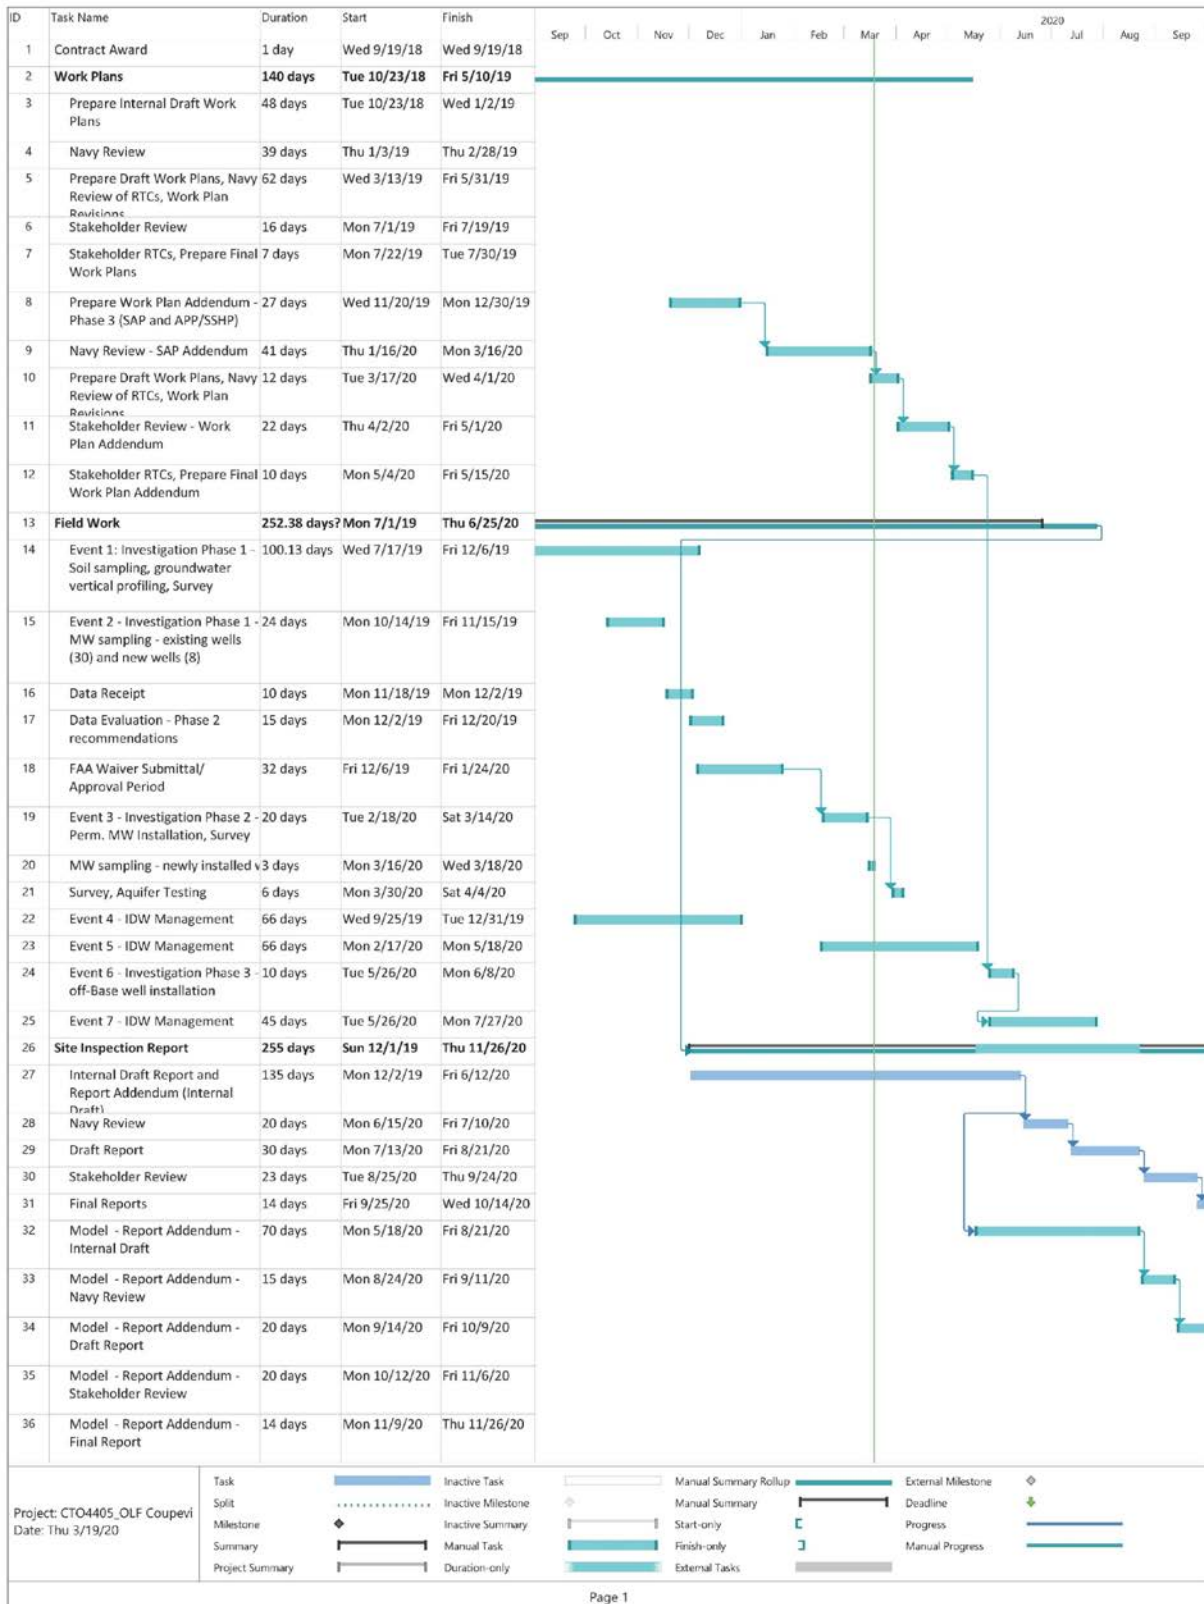 ID Task Name Duration Start Finish
2020
Sep Oct Nov Dec Jan Feb Mar Apr May Jun Jul Aug Sep
1 Contract Award 1 day Wed 9/19/18 Wed 9/19/18
2 Work Plans 140 days Tue 10/23/18 Fri 5/10/19
3 Prepare Internal Draft Work 48 days Tue 10/23/18 Wed 1/2/19
Plans
4 Navy Review 39 days Thu 1/3/19 Thu 2/28/19
5 Prepare Draft Work Plans, Navy 62 days Wed 3/13/19 Fri 5/31/19
Review of RTCs, Work Plan
Revisions
6 Stakeholder Review 16 days Mon 7/1/19 Fri 7/19/19
7 Stakeholder RTCs, Prepare Final 7 days Mon 7/22/19 Tue 7/30/19
Work Plans
8 Prepare Work Plan Addendum - 27 days Wed 11/20/19 Mon 12/30/19
Phase 3 (SAP and APP/SSHP)
9 Navy Review - SAP Addendum 41 days Thu 1/16/20 Mon 3/16/20
10 Prepare Draft Work Plans, Navy 12 days Tue 3/17/20 Wed 4/1/20
Review of RTCs, Work Plan
Revisions
11 Stakeholder Review - Work 22 days Thu 4/2/20 Fri 5/1/20
Plan Addendum
12 Stakeholder RTCs, Prepare Final 10 days Mon 5/4/20 Fri 5/15/20
Work Plan Addendum
13 Field Work 252.38 days? Mon 7/1/19 Thu 6/25/20
14 Event 1: Investigation Phase 1 - 100.13 days Wed 7/17/19 Fri 12/6/19
Soil sampling, groundwater
vertical profiling, Survey
15 Event 2 - Investigation Phase 1 - 24 days Mon 10/14/19 Fri 11/15/19
MW sampling - existing wells
(30) and new wells (8)
16 Data Receipt 10 days Mon 11/18/19 Mon 12/2/19
17 Data Evaluation - Phase 2 15 days Mon 12/2/19 Fri 12/20/19
recommendations
18 FAA Waiver Submittal/ 32 days Fri 12/6/19 Fri 1/24/20
Approval Period
19 Event 3 - Investigation Phase 2 - 20 days Tue 2/18/20 Sat 3/14/20
Perm. MW Installation, Survey
20 MW sampling - newly installed 3 days Mon 3/16/20 Wed 3/18/20
21 Survey, Aquifer Testing 6 days Mon 3/30/20 Sat 4/4/20
22 Event 4 - IDW Management 66 days Wed 9/25/19 Tue 12/31/19
23 Event 5 - IDW Management 66 days Mon 2/17/20 Mon 5/18/20
24 Event 6 - Investigation Phase 3 - 10 days Tue 5/26/20 Mon 6/8/20
off-Base well installation
25 Event 7 - IDW Management 45 days Tue 5/26/20 Mon 7/27/20
26 Site Inspection Report 255 days Sun 12/1/19 Thu 11/26/20
27 Internal Draft Report and 135 days Mon 12/2/19 Fri 6/12/20
Report Addendum (Internal
Draft)
28 Navy Review 20 days Mon 6/15/20 Fri 7/10/20
29 Draft Report 30 days Mon 7/13/20 Fri 8/21/20
30 Stakeholder Review 23 days Tue 8/25/20 Thu 9/24/20
31 Final Reports 14 days Fri 9/25/20 Wed 10/14/20
32 Model - Report Addendum - 70 days Mon 5/18/20 Fri 8/21/20
Internal Draft
33 Model - Report Addendum - 15 days Mon 8/24/20 Fri 9/11/20
Navy Review
34 Model - Report Addendum - 20 days Mon 9/14/20 Fri 10/9/20
Draft Report
35 Model - Report Addendum - 20 days Mon 10/12/20 Fri 11/6/20
Stakeholder Review
36 Model - Report Addendum - 14 days Mon 11/9/20 Thu 11/26/20
Final Report
Project: CTO4405_OLF Coupevi
Date: Thu 3/19/20
Task Inactive Task Manual Summary Rollup External Milestone
Split Inactive Milestone Manual Summary Deadline
Milestone Inactive Summary Start-only Progress
Summary Manual Task Finish-only Manual Progress
Project Summary Duration-only External Tasks
Page 1